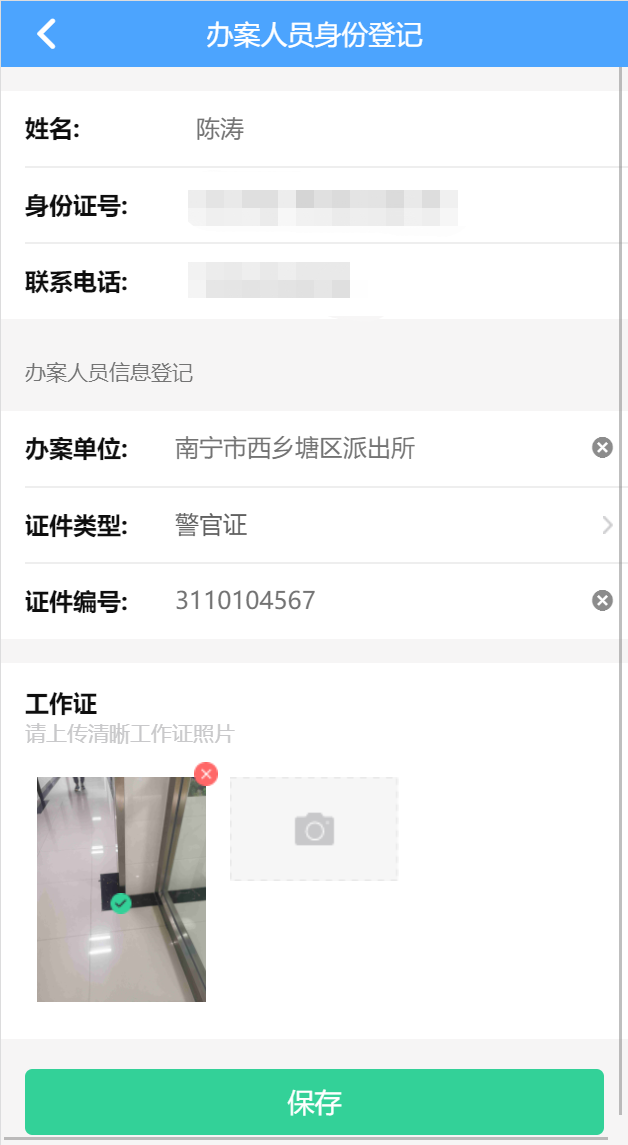 办案人员身份登记
姓名: 陈涛
身份证号:
联系电话:
办案人员信息登记
办案单位: 南宁市西乡塘区派出所
证件类型: 警官证
证件编号: 3110104567
工作证
请上传清晰工作证照片
保存